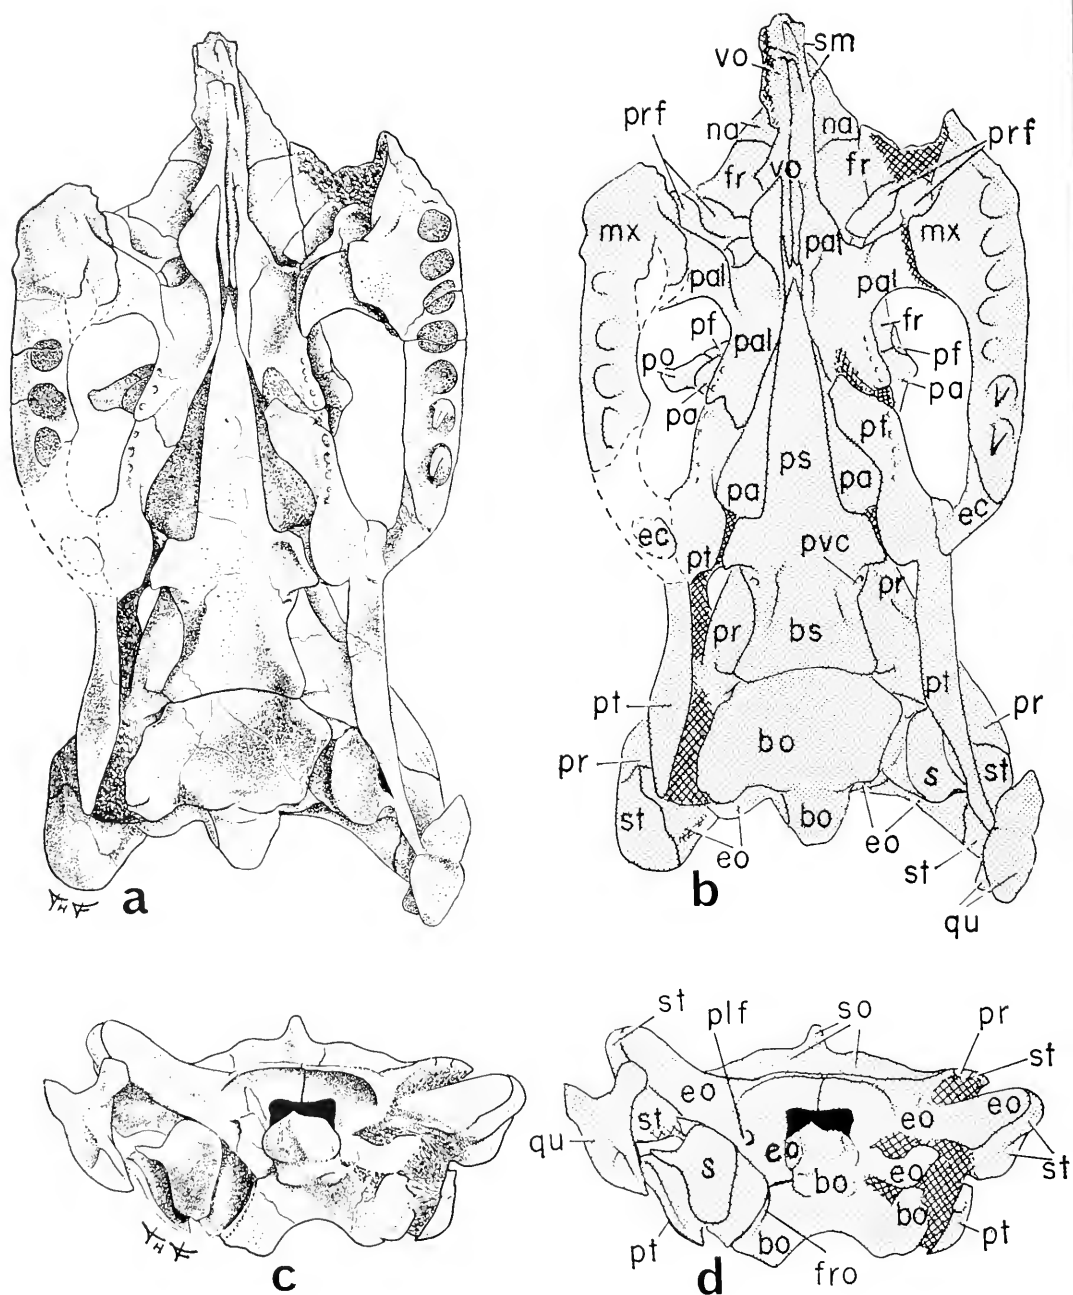 vo sm
na na
prf prf
fr vo fr
mx pal mx
pal pal
pf fr
po pal pf
pa pa
pt
ps
pa pa
ec pt pvc ec
pr
pr bs
pt pt
pr
pr bo
st s st
bo
eo eo
st
qu
a b
st plf so pr
st
eo eo eo
st
qu s eo eo
bo st
bo
pt bo pt
fro
c d